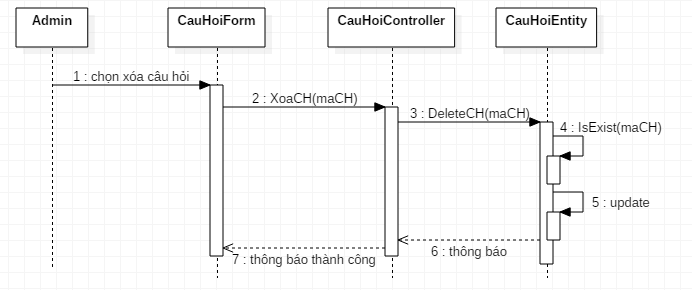 Admin
CauHoiForm
CauHoiController
CauHoiEntity
1 : chọn xóa câu hỏi
2 : XoaCH(maCH)
3 : DeleteCH(maCH)
4 : IsExist(maCH)
5 : update
6 : thông báo
7 : thông báo thành công